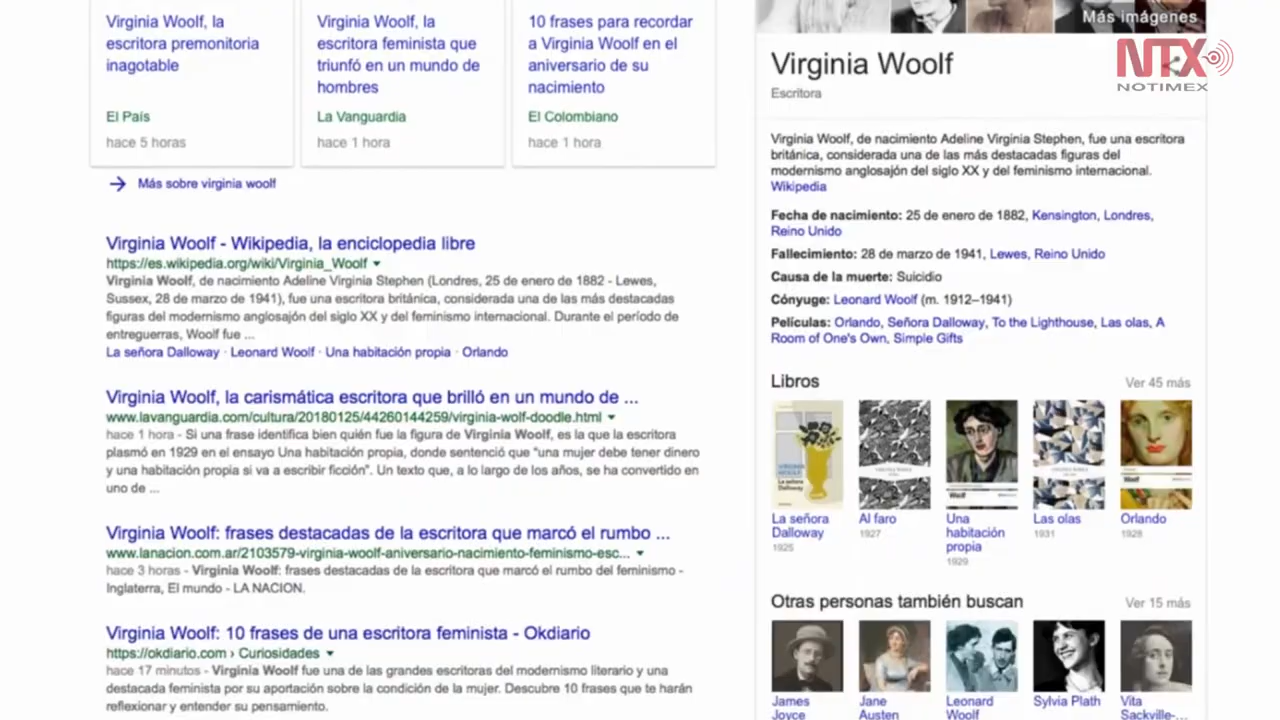 Virginia Woolf, la
escritora premonitoria
inagotable
El País
hace 5 horas
Virginia Woolf, la
escritora feminista que
triunfó en un mundo de
hombres
La Vanguardia
hace 1 hora
10 frases para recordar
a Virginia Woolf en el
aniversario de su
nacimiento
El Colombiano
hace 1 hora
Más sobre virginia woolf
Virginia Woolf - Wikipedia, la enciclopedia libre
https://es.wikipedia.org/wiki/Virginia_Woolf
Virginia Woolf, de nacimiento Adeline Virginia Stephen (Londres, 25 de enero de 1882 - Lewes,
Sussex, 28 de marzo de 1941), fue una escritora británica, considerada una de las más destacadas
figuras del modernismo anglosajón del siglo XX y del feminismo internacional. Durante el período de
entreguerras, Woolf fue ...
La señora Dalloway · Leonard Woolf · Una habitación propia · Orlando
Virginia Woolf, la carismática escritora que brilló en un mundo de ...
www.lavanguardia.com/cultura/20180125/44260144259/virginia-wolf-doodle.html
hace 1 hora - Si una frase identifica bien quién fue la figura de Virginia Woolf, es la que la escritora
plasmó en 1929 en el ensayo Una habitación propia, donde sentenció que “una mujer debe tener dinero
y una habitación propia si va a escribir ficción”. Un texto que, a lo largo de los años, se ha convertido en
uno de ...
Virginia Woolf: frases destacadas de la escritora que marcó el rumbo ...
www.lanacion.com.ar/2103579-virginia-woolf-aniversario-nacimiento-feminismo-esc...
hace 3 horas - Virginia Woolf: frases destacadas de la escritora que marcó el rumbo del feminismo -
Inglaterra, El mundo - LA NACION.
Virginia Woolf: 10 frases de una escritora feminista - Okdiario
https://okdiario.com › Curiosidades
hace 17 minutos - Virginia Woolf fue una de las grandes escritoras del modernismo literario y una
destacada feminista por su aportación sobre la condición de la mujer. Descubre 10 frases que te harán
reflexionar y entender su pensamiento.
Más imágenes
NTX
NOTIMEX
Virginia Woolf
Escritora
Virginia Woolf, de nacimiento Adeline Virginia Stephen, fue una escritora
británica, considerada una de las más destacadas figuras del
modernismo anglosajón del siglo XX y del feminismo internacional.
Wikipedia
Fecha de nacimiento: 25 de enero de 1882, Kensington, Londres,
Reino Unido
Fallecimiento: 28 de marzo de 1941, Lewes, Reino Unido
Causa de la muerte: Suicidio
Cónyuge: Leonard Woolf (m. 1912–1941)
Películas: Orlando, Señora Dalloway, To the Lighthouse, Las olas, A
Room of One's Own, Simple Gifts
Libros
Ver 45 más
La señora
Dalloway
1925
Al faro
1927
Una
habitación
propia
1929
Las olas
1931
Orlando
1928
Otras personas también buscan
Ver 15 más
James
Joyce
Jane
Austen
Leonard
Woolf
Sylvia Plath
Vita
Sackville-...